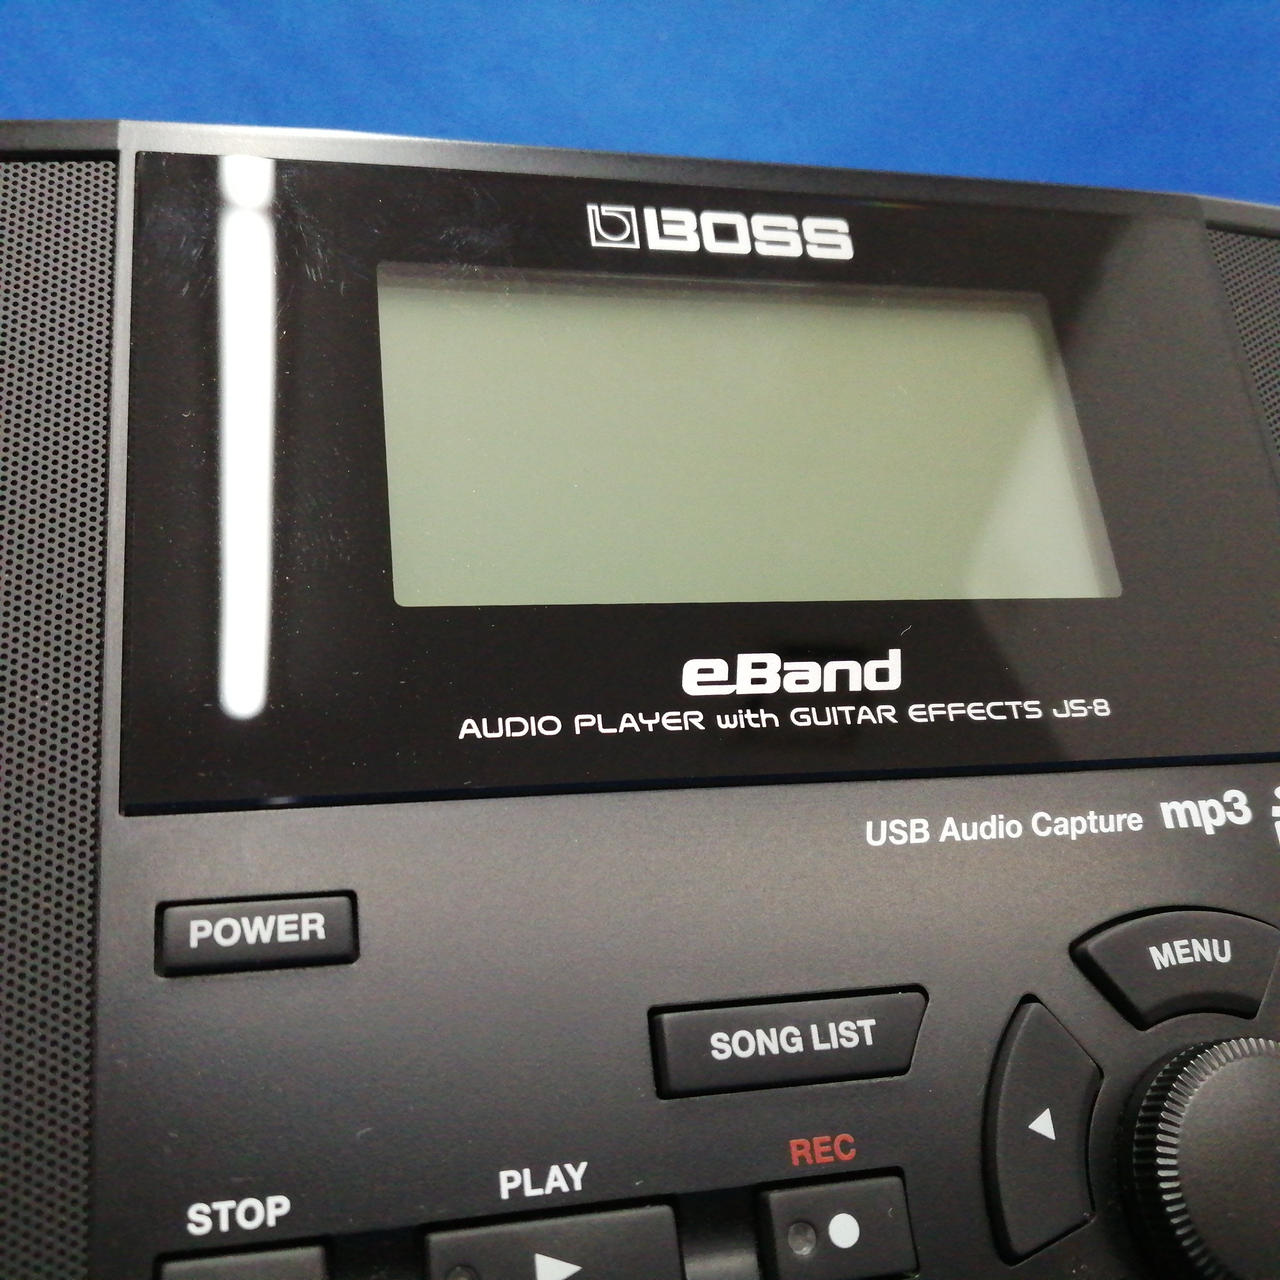 BOSS
eBand
AUDIO PLAYER with GUITAR EFFECTS JS-8
USB Audio Capture mp3
POWER
MENU
SONG LIST
REC
PLAY
STOP